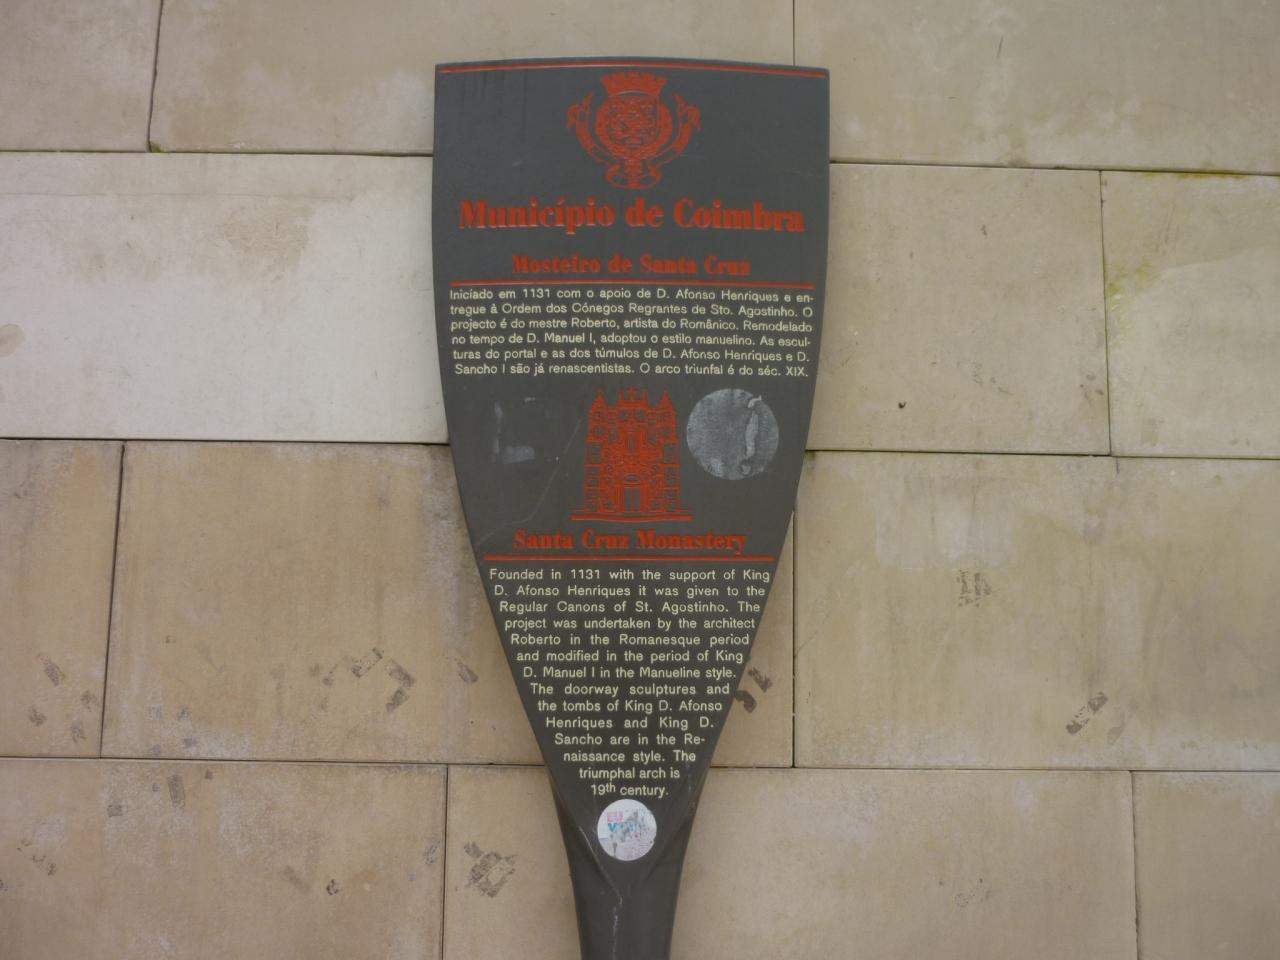 Município de Coimbra
Mosteiro de Santa Cruz
Iniciado em 1131 com o apoio de D. Afonso Henriques e en-
tregue à Ordem dos Cónegos Regrantes de Sto. Agostinho. O
projecto é do mestre Roberto, artista do Românico. Remodelado
no tempo de D. Manuel I, adoptou o estilo manuelino. As escul-
turas do portal e as dos túmulos de D. Afonso Henriques e D.
Sancho I são já renascentistas. O arco triunfal é do séc. XIX.
Santa Cruz Monastery
Founded in 1131 with the support of King
D. Afonso Henriques it was given to the
Regular Canons of St. Agostinho. The
project was undertaken by the architect
Roberto in the Romanesque period
and modified in the period of King
D. Manuel I in the Manueline style.
The doorway sculptures and
the tombs of King D. Afonso
Henriques and King D.
Sancho are in the Re-
naissance style. The
triumphal arch is
19th century.
EU